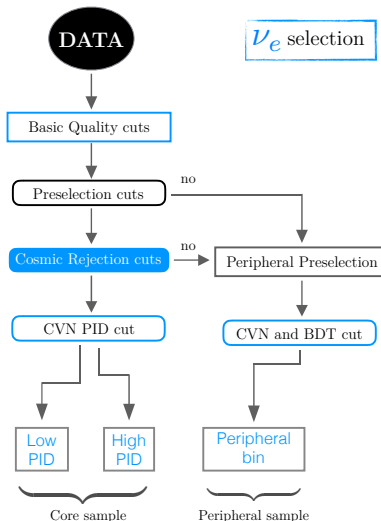 DATA
νe selection
Basic Quality cuts
Preselection cuts
no
Cosmic Rejection cuts
no
Peripheral Preselection
CVN PID cut
CVN and BDT cut
Low
PID
High
PID
Peripheral
bin
Core sample
Peripheral sample